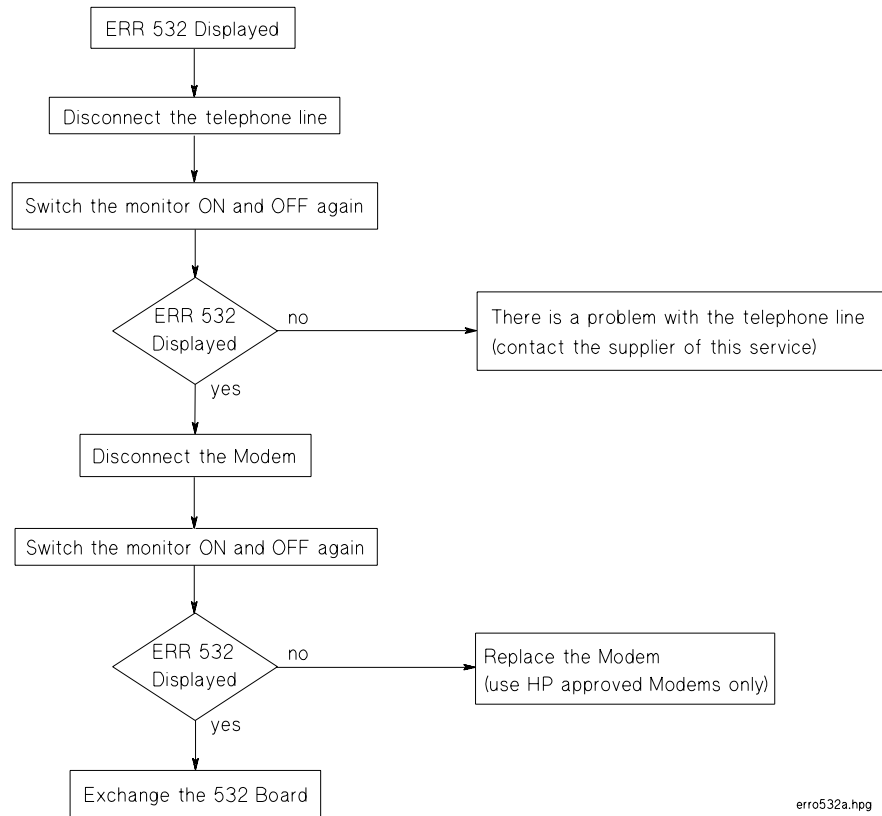 ERR 532 Displayed
Disconnect the telephone line
Switch the monitor ON and OFF again
ERR 532
Displayed
no
There is a problem with the telephone line
(contact the supplier of this service)
yes
Disconnect the Modem
Switch the monitor ON and OFF again
ERR 532
Displayed
no
Replace the Modem
(use HP approved Modems only)
yes
Exchange the 532 Board
erro532a.hpg